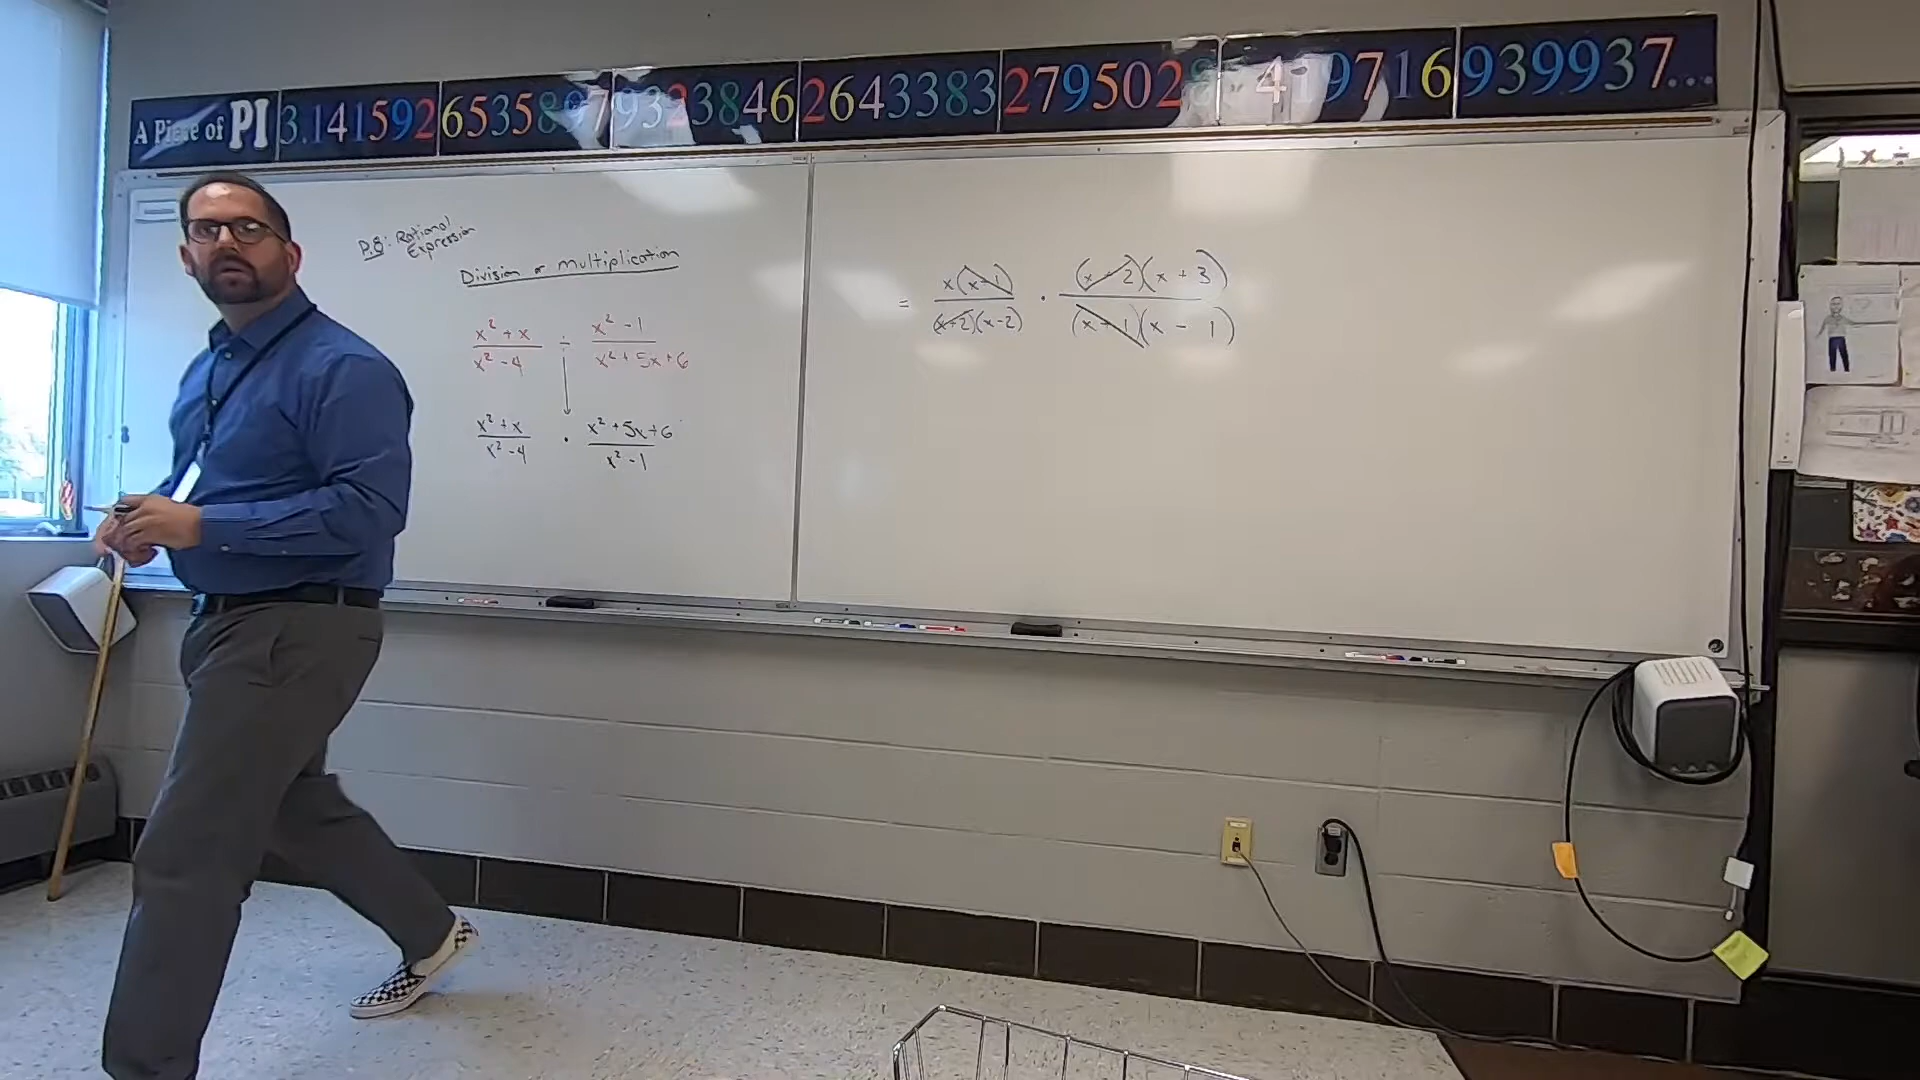 A Piece of PI 3.14159265358979323846264338327950288419716939937...
P.8: Rational
Expression
Division or multiplication
x² + x / x² - 4 ÷ x² - 1 / x² + 5x + 6
x² + x / x² - 4 · x² + 5x + 6 / x² - 1
= x(x+1) / (x+2)(x-2) · (x+2)(x + 3) / (x+1)(x - 1)